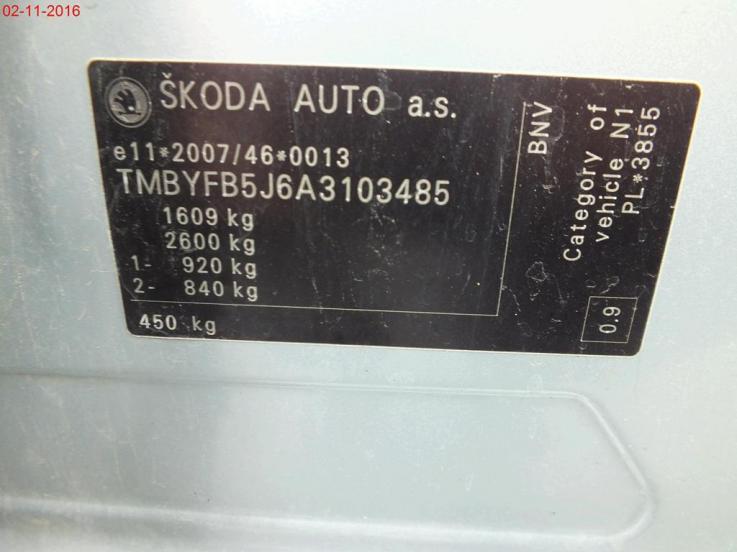 02-11-2016
ŠKODA AUTO a.s.
e11*2007/46*0013
TMBYFB5J6A3103485
1609 kg
2600 kg
1- 920 kg
2- 840 kg
450 kg
BNV
Category of
vehicle N1
PL*3855
0.9